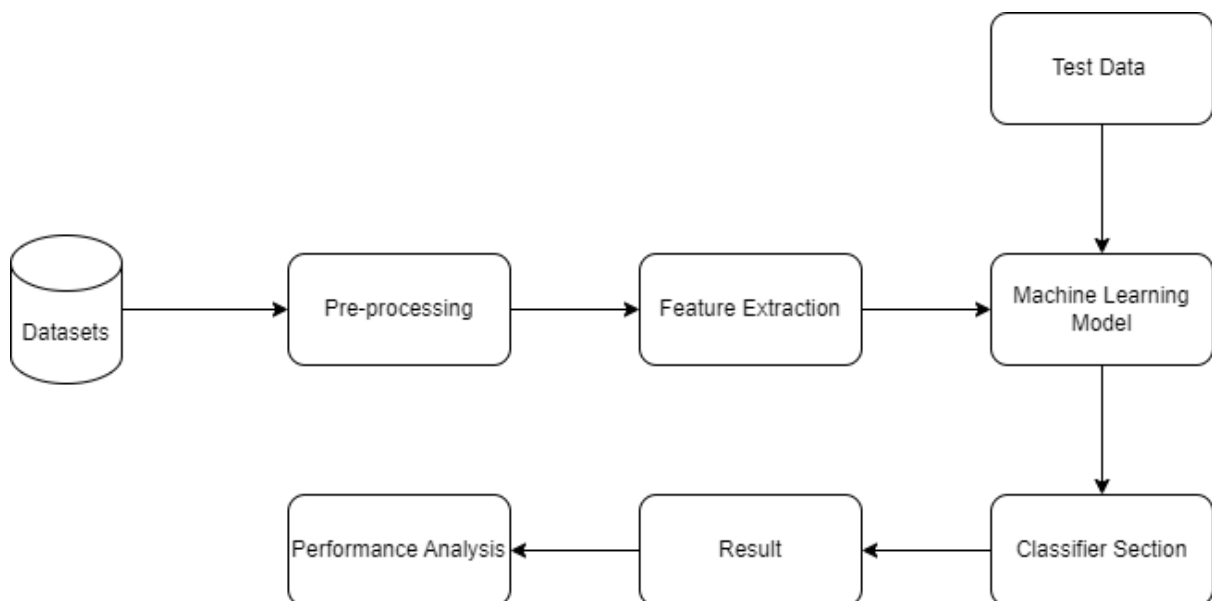 Test Data
Datasets
Pre-processing
Feature Extraction
Machine Learning
Model
Performance Analysis
Result
Classifier Section